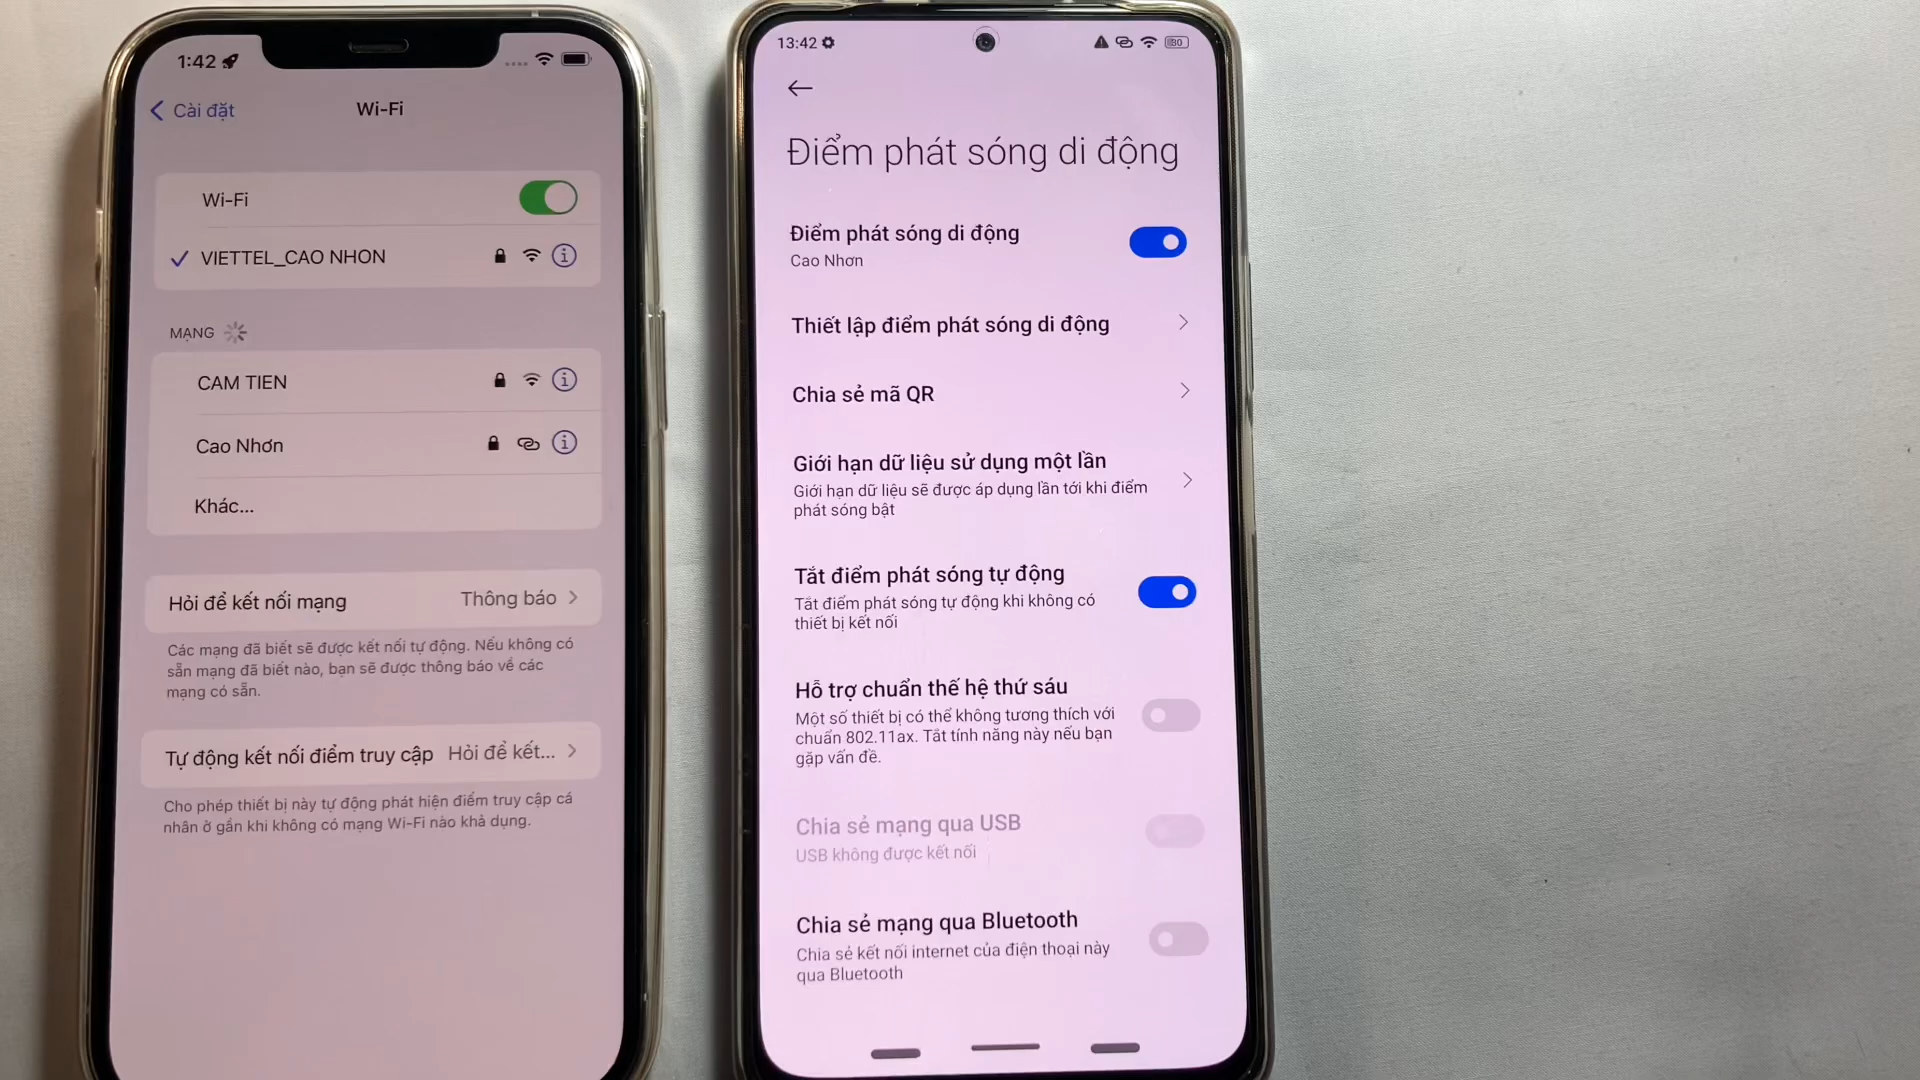 1:42
Cài đặt
Wi-Fi
Wi-Fi
VIETTEL_CAO NHON
MẠNG
CAM TIEN
Cao Nhơn
Khác...
Hỏi để kết nối mạng
Thông báo
Các mạng đã biết sẽ được kết nối tự động. Nếu không có
sẵn mạng đã biết nào, bạn sẽ được thông báo về các
mạng có sẵn.
Tự động kết nối điểm truy cập
Hỏi để kết...
Cho phép thiết bị này tự động phát hiện điểm truy cập cá
nhân ở gần khi không có mạng Wi-Fi nào khả dụng.
13:42
80
Điểm phát sóng di động
Điểm phát sóng di động
Cao Nhơn
Thiết lập điểm phát sóng di động
Chia sẻ mã QR
Giới hạn dữ liệu sử dụng một lần
Giới hạn dữ liệu sẽ được áp dụng lần tới khi điểm
phát sóng bật
Tắt điểm phát sóng tự động
Tắt điểm phát sóng tự động khi không có
thiết bị kết nối
Hỗ trợ chuẩn thế hệ thứ sáu
Một số thiết bị có thể không tương thích với
chuẩn 802.11ax. Tắt tính năng này nếu bạn
gặp vấn đề.
Chia sẻ mạng qua USB
USB không được kết nối
Chia sẻ mạng qua Bluetooth
Chia sẻ kết nối internet của điện thoại này
qua Bluetooth